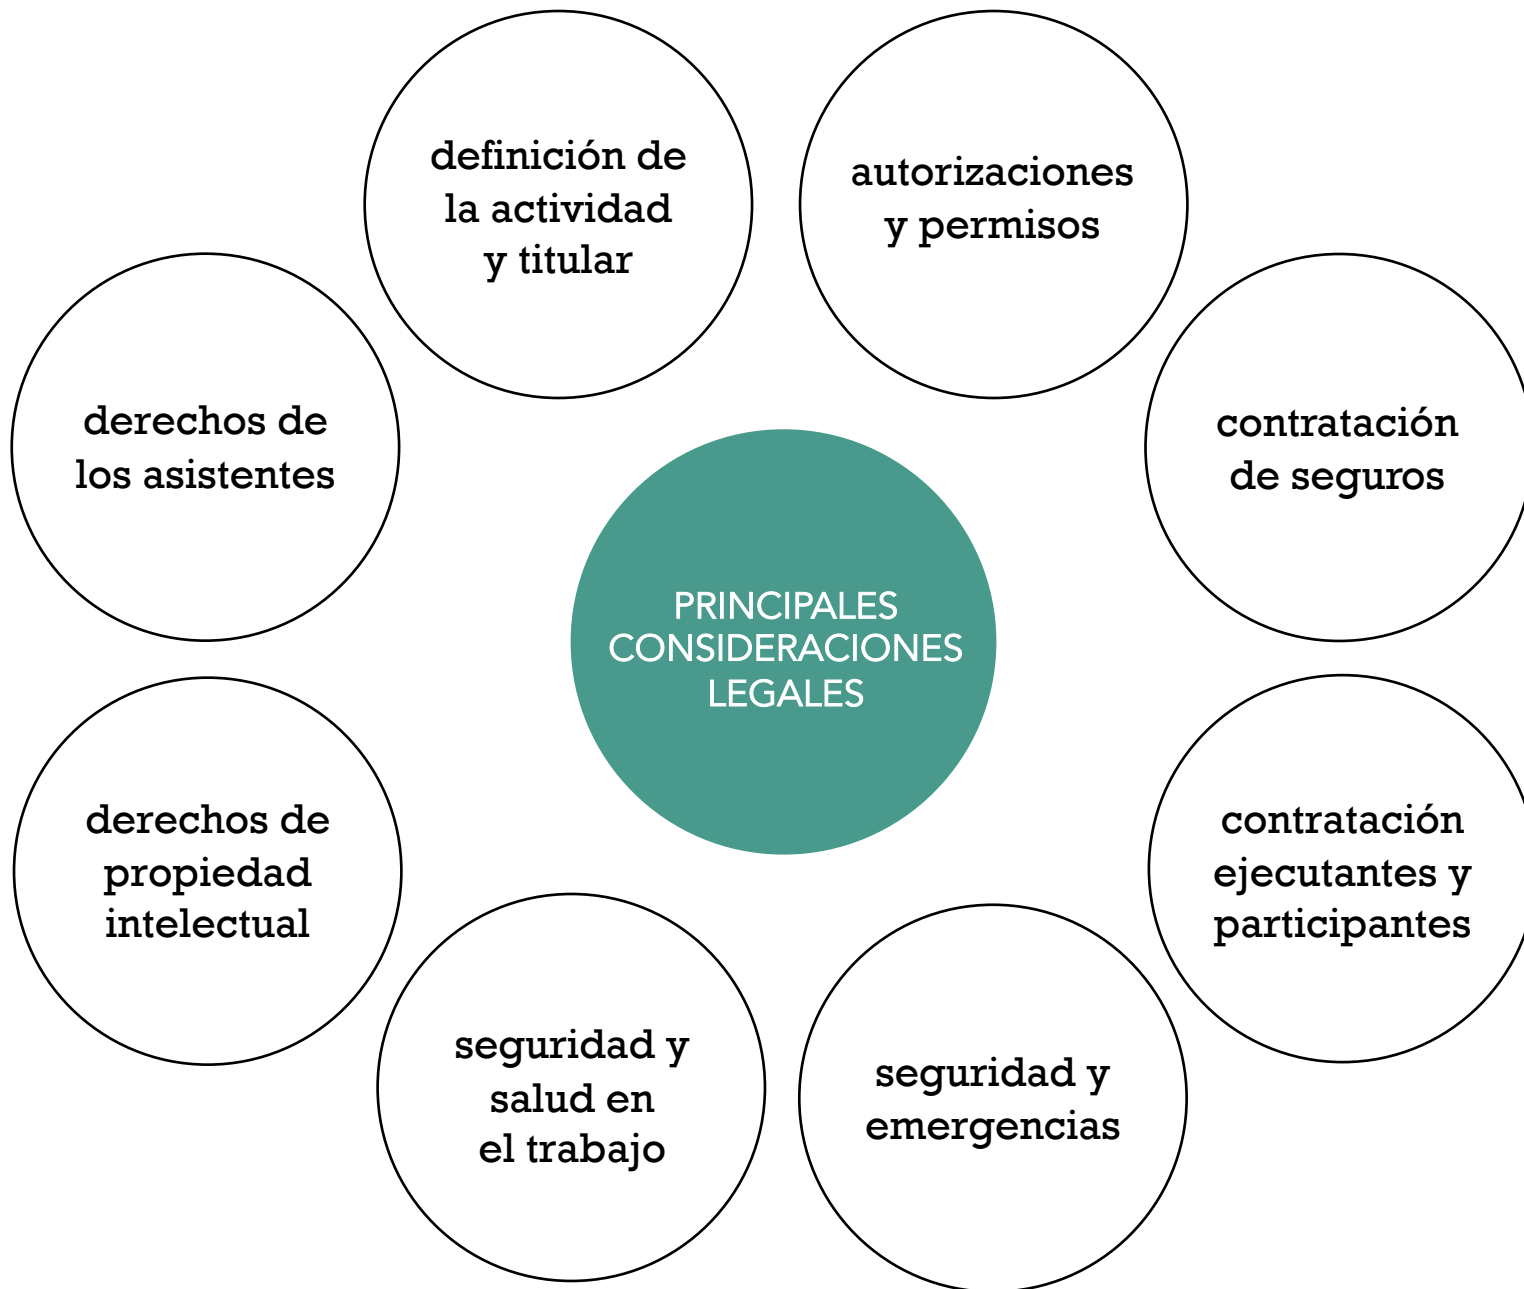 definición de
la actividad
y titular
autorizaciones
y permisos
contratación
de seguros
contratación
ejecutantes y
participantes
seguridad y
emergencias
seguridad y
salud en
el trabajo
derechos de
propiedad
intelectual
derechos de
los asistentes
PRINCIPALES
CONSIDERACIONES
LEGALES